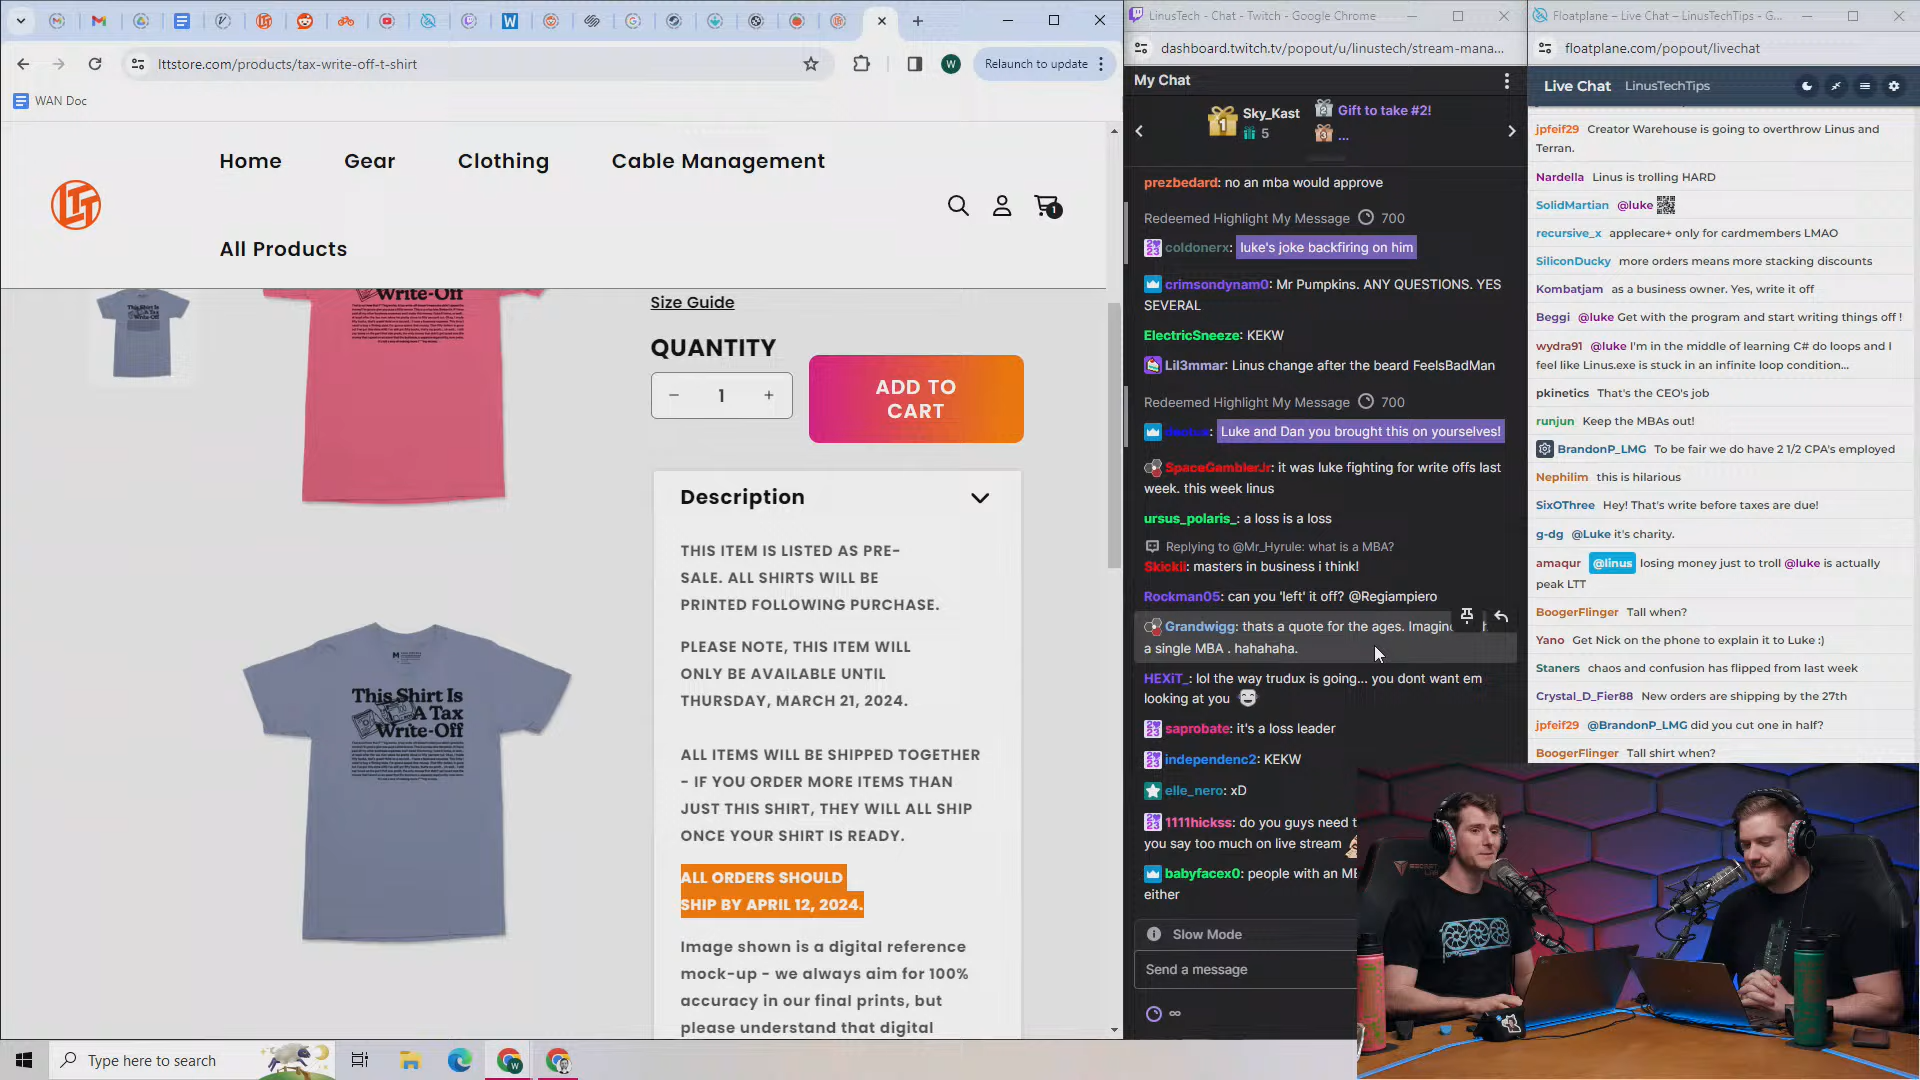 lttstore.com/products/tax-write-off-t-shirt
Relaunch to update
WAN Doc
Home
Gear
Clothing
Cable Management
All Products
LTT
1
Write-Off
Size Guide
QUANTITY
1
ADD TO
CART
Description
THIS ITEM IS LISTED AS PRE-
SALE. ALL SHIRTS WILL BE
PRINTED FOLLOWING PURCHASE.
PLEASE NOTE, THIS ITEM WILL
ONLY BE AVAILABLE UNTIL
THURSDAY, MARCH 21, 2024.
ALL ITEMS WILL BE SHIPPED TOGETHER
- IF YOU ORDER MORE ITEMS THAN
JUST THIS SHIRT, THEY WILL ALL SHIP
ONCE YOUR SHIRT IS READY.
ALL ORDERS SHOULD
SHIP BY APRIL 12, 2024.
Image shown is a digital reference
mock-up - we always aim for 100%
accuracy in our final prints, but
please understand that digital
This Shirt Is
A Tax
Write-Off
Type here to search
LinusTech - Chat - Twitch - Google Chrome
dashboard.twitch.tv/popout/u/linustech/stream-mana...
My Chat
Sky_Kast
5
Gift to take #2!
...
prezbedard: no an mba would approve
Redeemed Highlight My Message 700
coldonerx: luke's joke backfiring on him
crimsondynam0: Mr Pumpkins. ANY QUESTIONS. YES
SEVERAL
ElectricSneeze: KEKW
Lil3mmar: Linus change after the beard FeelsBadMan
Redeemed Highlight My Message 700
Luke and Dan you brought this on yourselves!
SpaceGamblerJr: it was luke fighting for write offs last
week. this week linus
ursus_polaris_: a loss is a loss
Replying to @Mr_Hyrule: what is a MBA?
Skickii: masters in business i think!
Rockman05: can you 'left' it off? @Regiampiero
Grandwigg: thats a quote for the ages. Imagin
a single MBA . hahahaha.
HEXiT_: lol the way trudux is going... you dont want em
looking at you
saprobate: it's a loss leader
independenc2: KEKW
elle_nero: xD
1111hickss: do you guys need t
you say too much on live stream
babyfacex0: people with an ME
either
Slow Mode
Send a message
∞
Floatplane – Live Chat – LinusTechTips - G...
floatplane.com/popout/livechat
Live Chat LinusTechTips
jpfeif29 Creator Warehouse is going to overthrow Linus and
Terran.
Nardella Linus is trolling HARD
SolidMartian @luke
recursive_x applecare+ only for cardmembers LMAO
SiliconDucky more orders means more stacking discounts
Kombatjam as a business owner. Yes, write it off
Beggi @luke Get with the program and start writing things off !
wydra91 @luke I'm in the middle of learning C# do loops and I
feel like Linus.exe is stuck in an infinite loop condition...
pkinetics That's the CEO's job
runjun Keep the MBAs out!
BrandonP_LMG To be fair we do have 2 1/2 CPA's employed
Nephilim this is hilarious
SixOThree Hey! That's write before taxes are due!
g-dg @Luke it's charity.
amaqur @linus losing money just to troll @luke is actually
peak LTT
BoogerFlinger Tall when?
Yano Get Nick on the phone to explain it to Luke :)
Staners chaos and confusion has flipped from last week
Crystal_D_Fier88 New orders are shipping by the 27th
jpfeif29 @BrandonP_LMG did you cut one in half?
BoogerFlinger Tall shirt when?